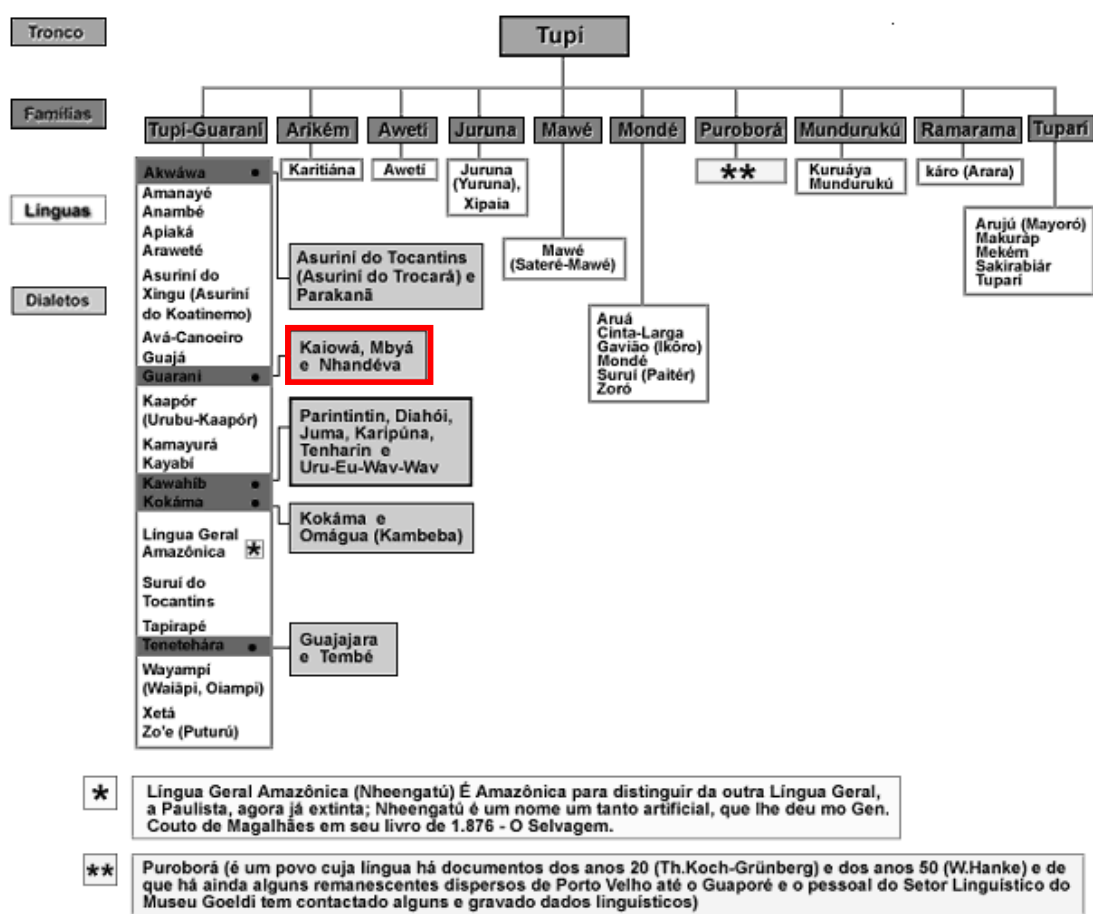 Tronco
Tupí
Famílias
Tupí-Guaraní
Arikém
Awetí
Juruna
Mawé
Mondé
Puroborá
Mundurukú
Ramarama
Tuparí
Línguas
Dialetos
Akwáwa
Amanayé
Anambé
Apiaká
Araweté
Asuriní do
Xingu (Asuriní
do Koatinemo)
Avá-Canoeiro
Guajá
Guarani
Kaapór
(Urubu-Kaapór)
Kamayurá
Kayabí
Kawahíb
Kokáma
Língua Geral
Amazônica *
Suruí do
Tocantins
Tapirapé
Tenetehára
Wayampí
(Waiãpi, Oiampi)
Xetá
Zo'e (Puturú)
Asuriní do Tocantins
(Asuriní do Trocará) e
Parakanã
Kaiowá, Mbyá
e Nhandéva
Parintintin, Diahói,
Juma, Karipúna,
Tenharin e
Uru-Eu-Wav-Wav
Kokáma e
Omágua (Kambeba)
Guajajara
e Tembé
Karitiána
Awetí
Juruna
(Yuruna),
Xipaia
Mawé
(Sateré-Mawé)
Aruá
Cinta-Larga
Gavião (Ikõro)
Mondé
Suruí (Paitér)
Zoró
**
Kuruáya
Mundurukú
káro (Arara)
Arujú (Mayoró)
Makuráp
Mekém
Sakirabiár
Tuparí
*
Língua Geral Amazônica (Nheengatú) É Amazônica para distinguir da outra Língua Geral,
a Paulista, agora já extinta; Nheengatú é um nome um tanto artificial, que lhe deu mo Gen.
Couto de Magalhães em seu livro de 1.876 - O Selvagem.
**
Puroborá (é um povo cuja língua há documentos dos anos 20 (Th.Koch-Grünberg) e dos anos 50 (W.Hanke) e de
que há ainda alguns remanescentes dispersos de Porto Velho até o Guaporé e o pessoal do Setor Linguístico do
Museu Goeldi tem contactado alguns e gravado dados linguísticos)